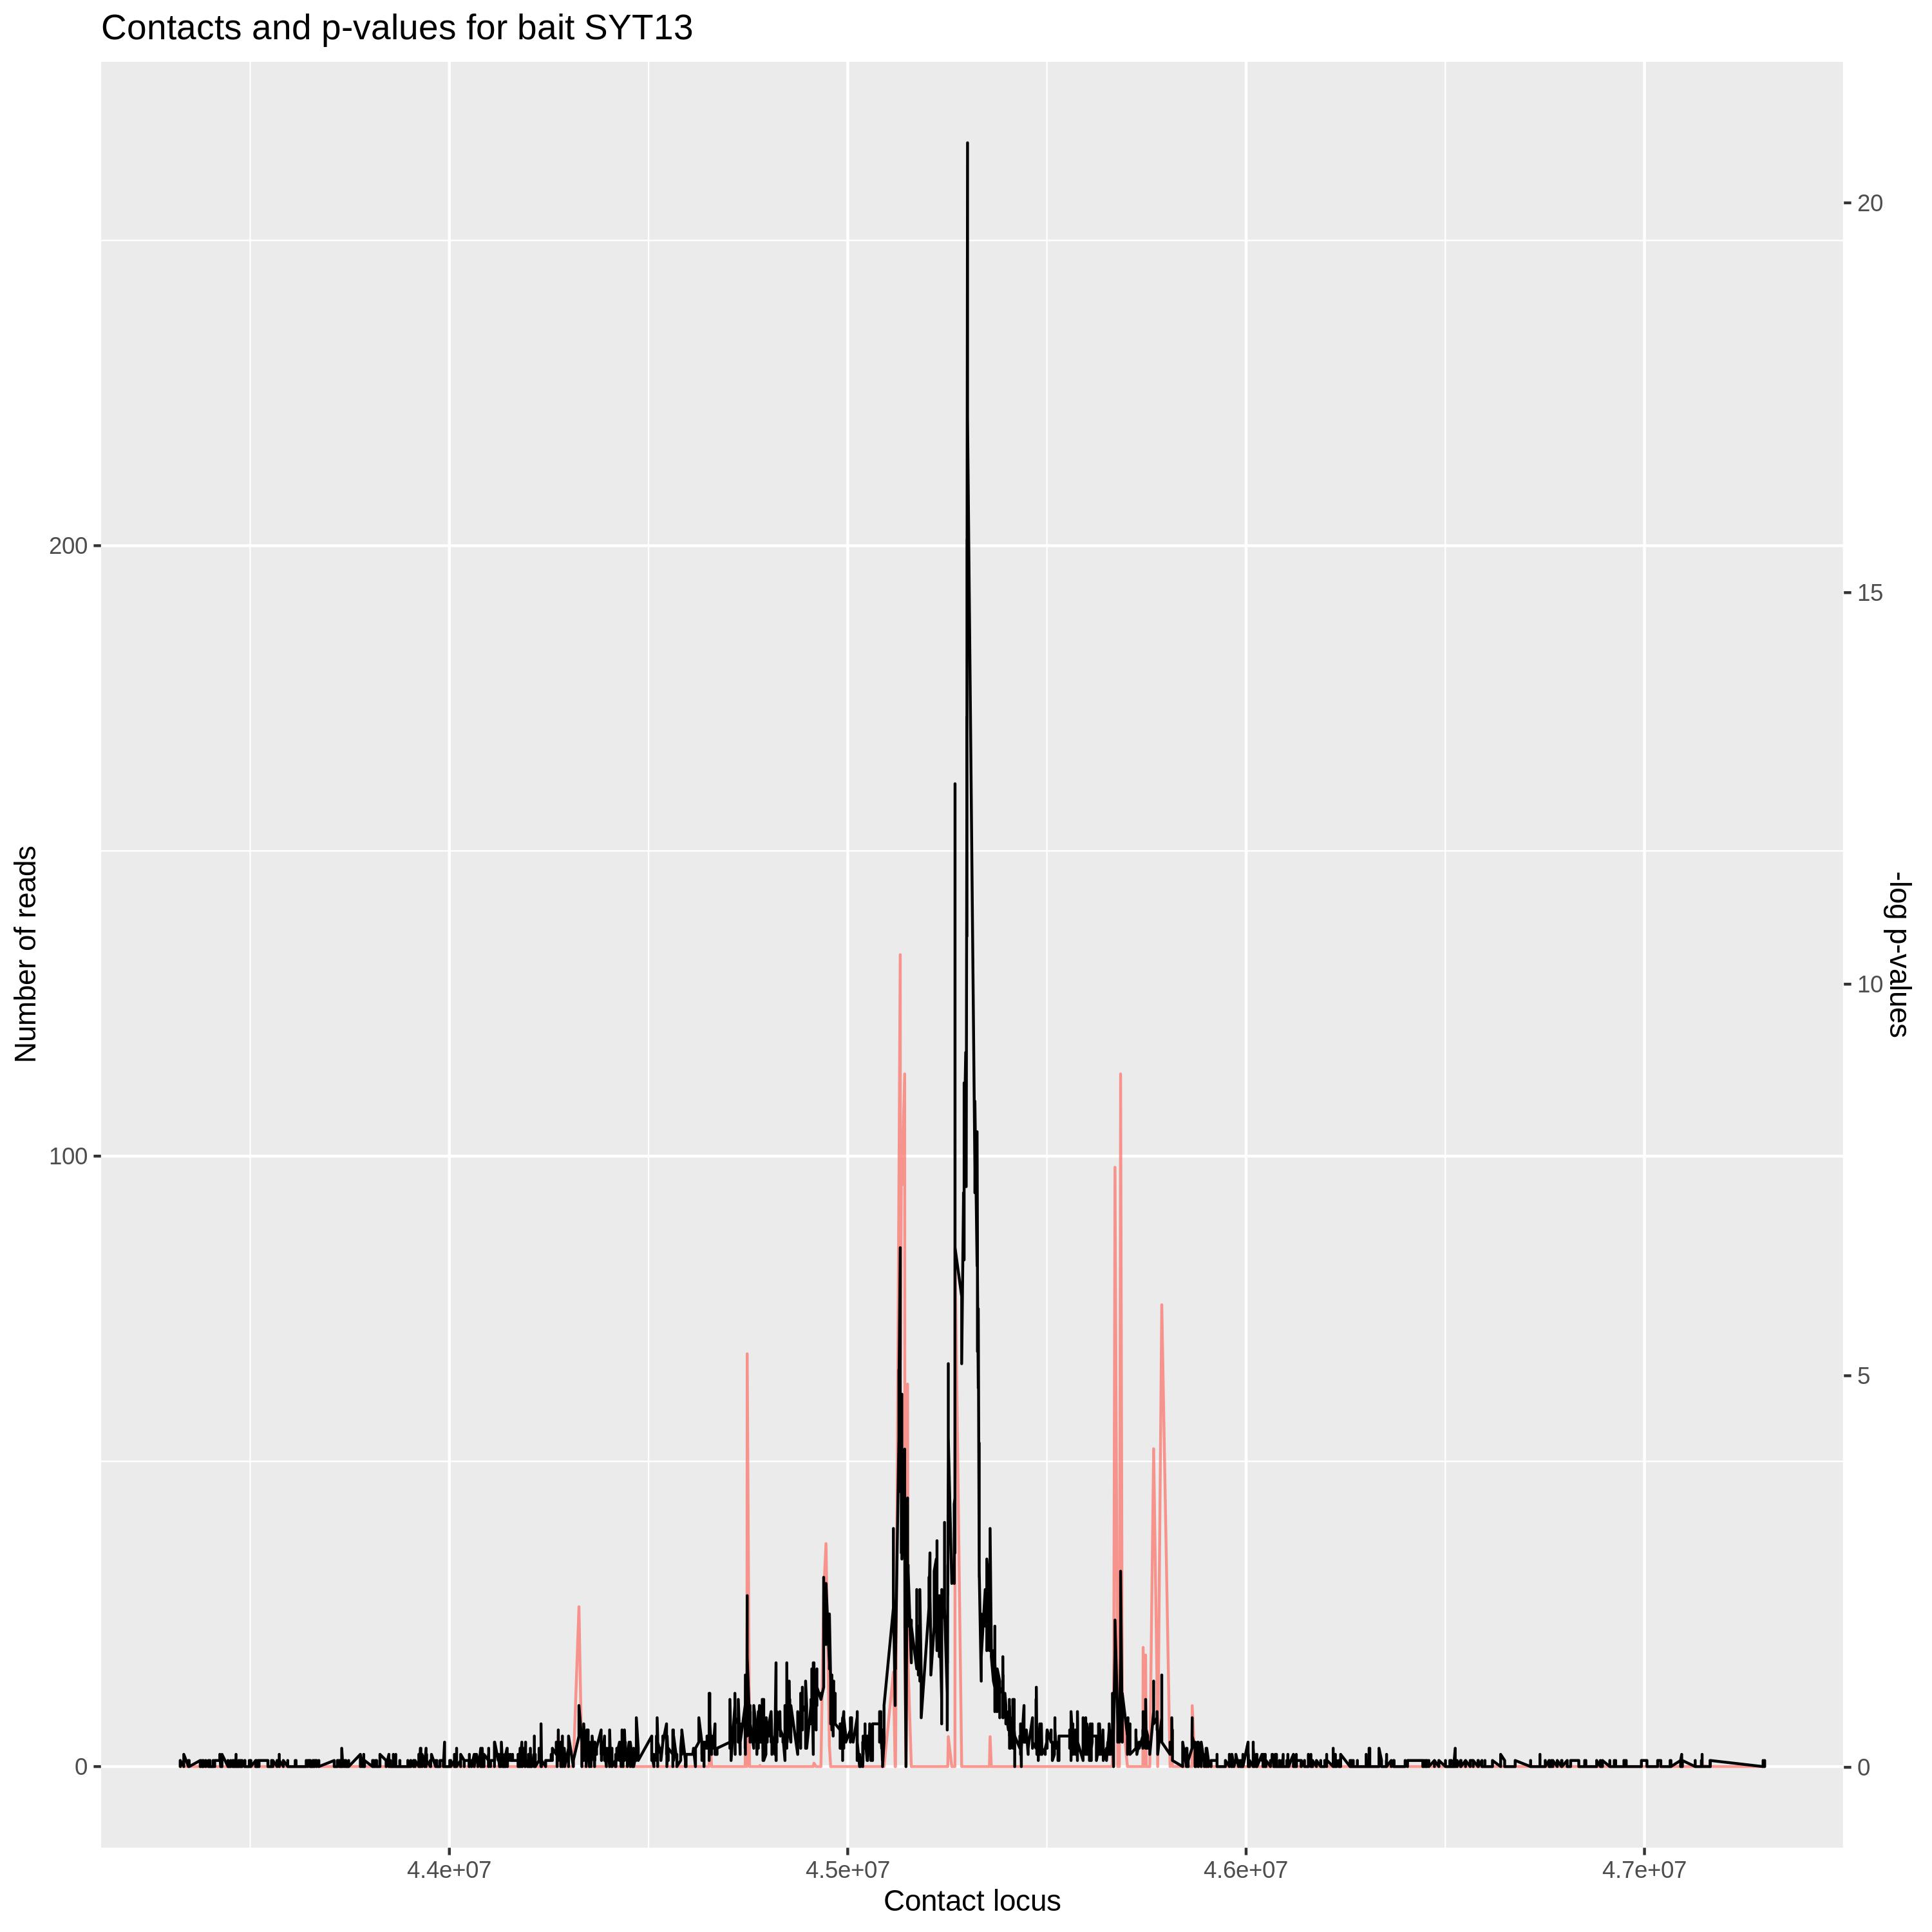 Contacts and p-values for bait SYT13
Number of reads
200
100
0
20
15
10
5
0
-log p-values
4.4e+07
4.5e+07
4.6e+07
4.7e+07
Contact locus